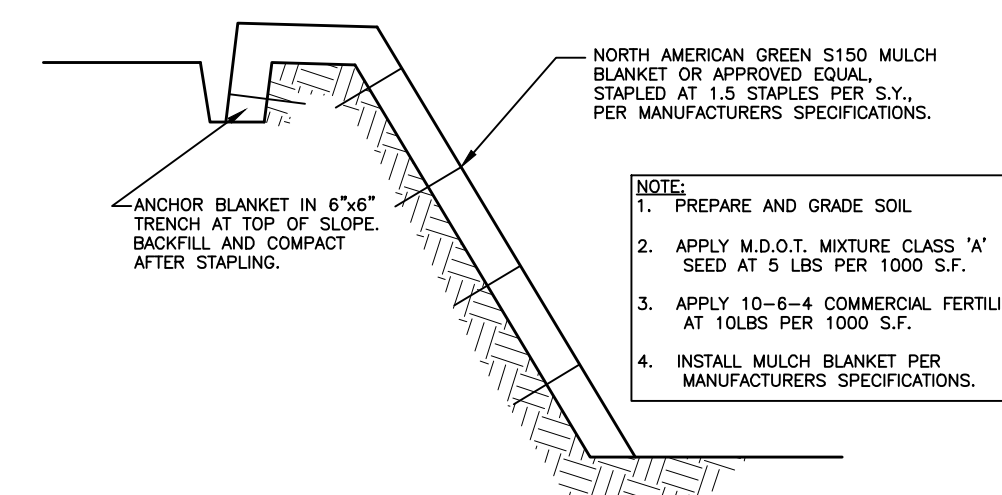 NORTH AMERICAN GREEN S150 MULCH
BLANKET OR APPROVED EQUAL,
STAPLED AT 1.5 STAPLES PER S.Y.,
PER MANUFACTURERS SPECIFICATIONS.
ANCHOR BLANKET IN 6"x6"
TRENCH AT TOP OF SLOPE.
BACKFILL AND COMPACT
AFTER STAPLING.
NOTE:
1. PREPARE AND GRADE SOIL
2. APPLY M.D.O.T. MIXTURE CLASS 'A'
SEED AT 5 LBS PER 1000 S.F.
3. APPLY 10-6-4 COMMERCIAL FERTILI
AT 10LBS PER 1000 S.F.
4. INSTALL MULCH BLANKET PER
MANUFACTURERS SPECIFICATIONS.